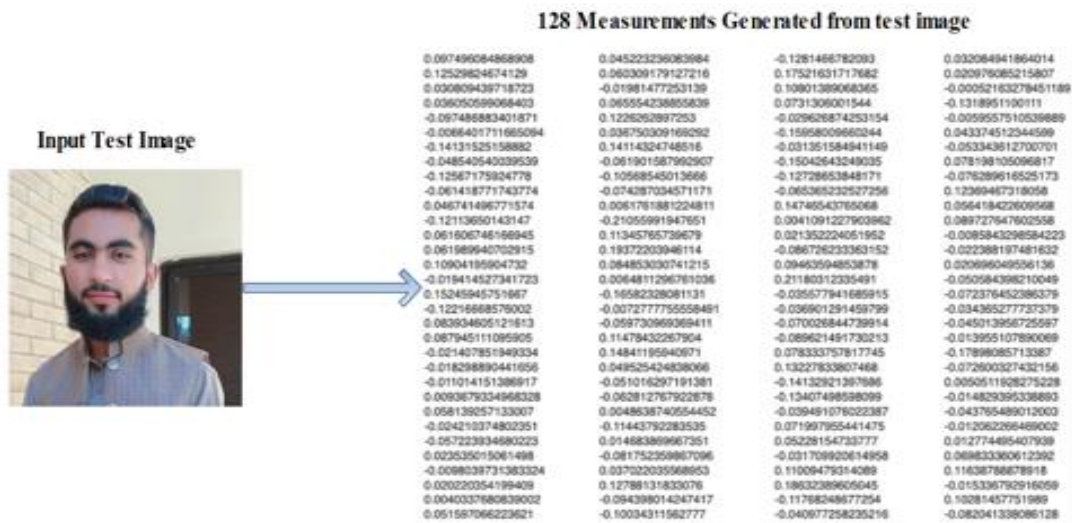 128 Measurements Generated from test image
Input Test Image
0.097496084868908 0.045223236083984 -0.1281466782093 0.032084941864014
0.12529824674129 0.060309179127216 0.17521631717682 0.020976085215807
0.030809439718723 -0.01981477253139 0.10801389068365 -0.00052163278451189
0.036050599068403 0.065554238855839 0.0731306001544 -0.1318951100111
-0.097486883401871 0.1226262897253 -0.029626874253154 -0.0059557510539889
-0.0066401711665094 0.036750309169292 -0.15958009660244 0.043374512344599
-0.14131525158882 0.14114324748516 -0.031351584941149 -0.053343612700701
-0.048540540039539 -0.061901587992907 -0.15042643249035 0.078198105096817
-0.12567175924778 -0.10568545013666 -0.12728653848171 -0.076289616525173
-0.061418771743774 -0.074287034571171 -0.065365232527256 0.12369467318058
0.046741496771574 0.0061761881224811 0.14746543765068 0.056418422609568
-0.12113650143147 -0.21055991947651 0.0041091227903962 0.089727647602558
0.061606746166945 0.11345765739679 0.021352224051952 -0.0085843298584223
0.061989940702915 0.19372203946114 -0.086726233363152 -0.022388197481632
0.10904195904732 0.084853030741215 0.09463594853878 0.020696049556136
-0.019414527341723 0.0064811296761036 0.21180312335491 -0.050584398210049
0.15245945751667 -0.16582328081131 -0.035577941685915 -0.072376452386379
-0.12216668576002 -0.0072777755558491 -0.036901291459799 -0.034365277737379
0.083934605121613 -0.059730969369411 -0.070026844739914 -0.045013956725597
0.087945111095905 0.11478432267904 -0.089621491730213 -0.013955107890069
-0.021407851949334 0.14841195940971 0.078333757817745 -0.17898085713387
-0.018298890441656 0.049525424838066 0.13227833807468 -0.072600327432156
-0.011014151386917 -0.051016297191381 -0.14132921397686 0.0050511928275228
0.0093679334968328 -0.062812767922878 -0.13407498598099 -0.014829395338893
0.058139257133007 0.0048638740554452 -0.039491076022387 -0.043765489012003
-0.024210374802351 -0.11443792283535 0.071997955441475 -0.012062266469002
-0.057223934680223 0.014683869667351 0.05228154733777 0.012774495407939
0.023535015061498 -0.081752359867096 -0.031709920614958 0.069833360612392
-0.0098039731383324 0.037022035568953 0.11009479314089 0.11638788878918
0.020220354199409 0.12788131833076 0.18632389605045 -0.015336792916059
0.0040337680839002 -0.094398014247417 -0.11768248677254 0.10281457751989
0.051597066223621 -0.10034311562777 -0.040977258235216 -0.082041338086128